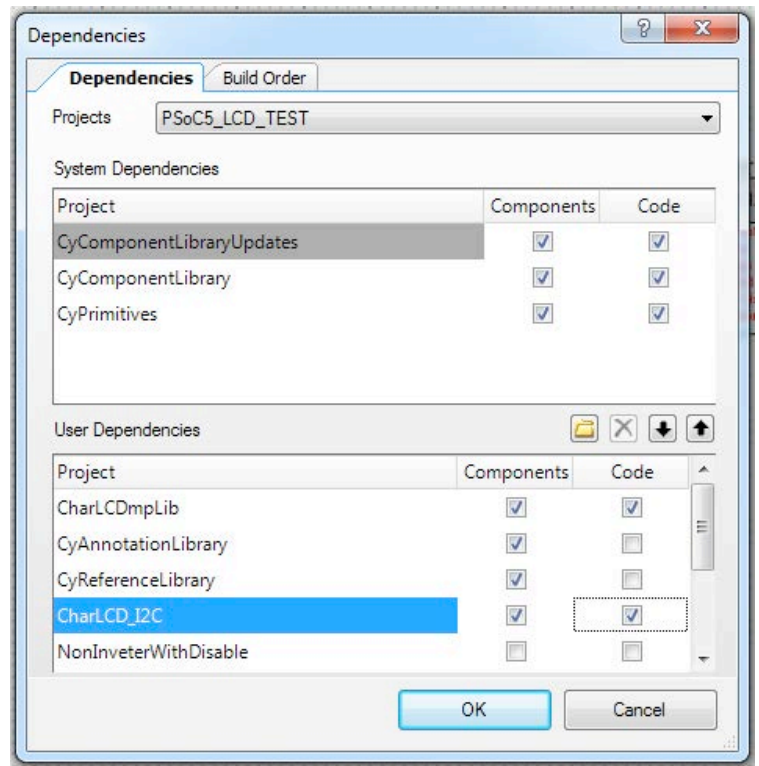 Dependencies
Dependencies Build Order
Projects PSoC5_LCD_TEST
System Dependencies
Project Components Code
CyComponentLibraryUpdates
CyComponentLibrary
CyPrimitives
User Dependencies
Project Components Code
CharLCDmpLib
CyAnnotationLibrary
CyReferenceLibrary
CharLCD_I2C
NonInveterWithDisable
OK Cancel